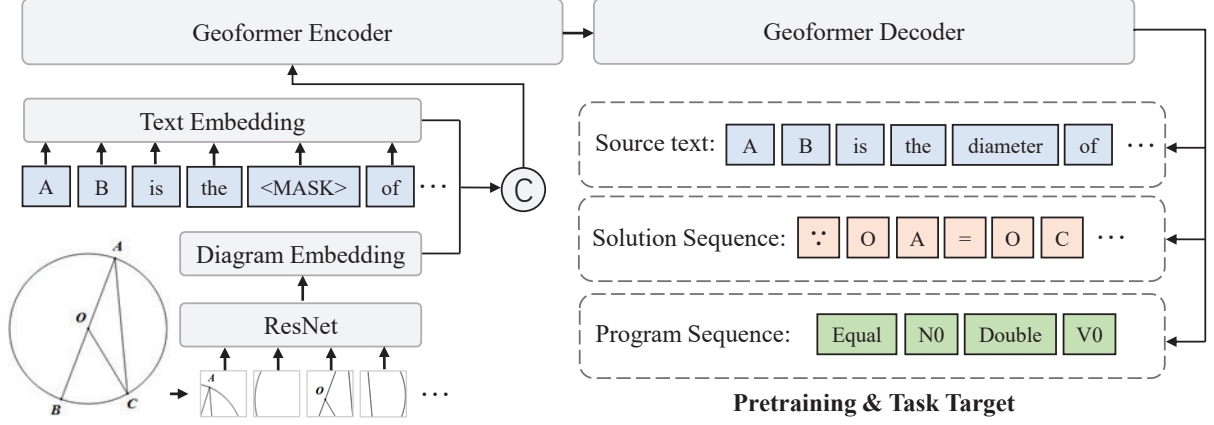 Geoformer Encoder
Geoformer Decoder
Text Embedding
A B is the <MASK> of ···
C
Diagram Embedding
ResNet
A
O
B
C
A
O
···
Source text: A B is the diameter of ···
Solution Sequence: ∵ O A = O C ···
Program Sequence: Equal N0 Double V0
Pretraining & Task Target